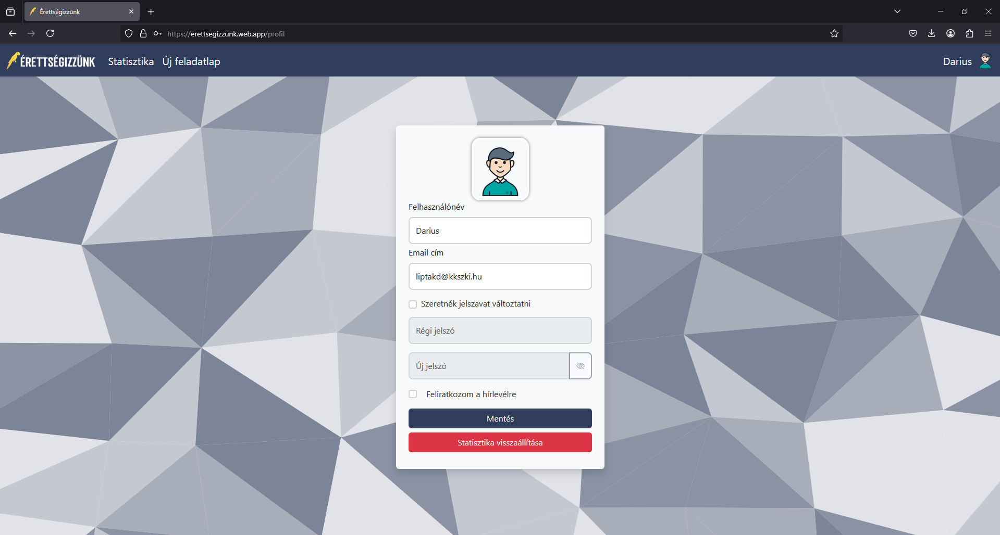 Érettségizzünk
https://erettsegizzunk.web.app/profil
ÉRETTSÉGIZZÜNK Statisztika Új feladatlap Darius
Felhasználónév
Darius
Email cím
liptakd@kkszki.hu
Szeretnék jelszavat változtatni
Régi jelszó
Új jelszó
Feliratkozom a hírlevélre
Mentés
Statisztika visszaállítása